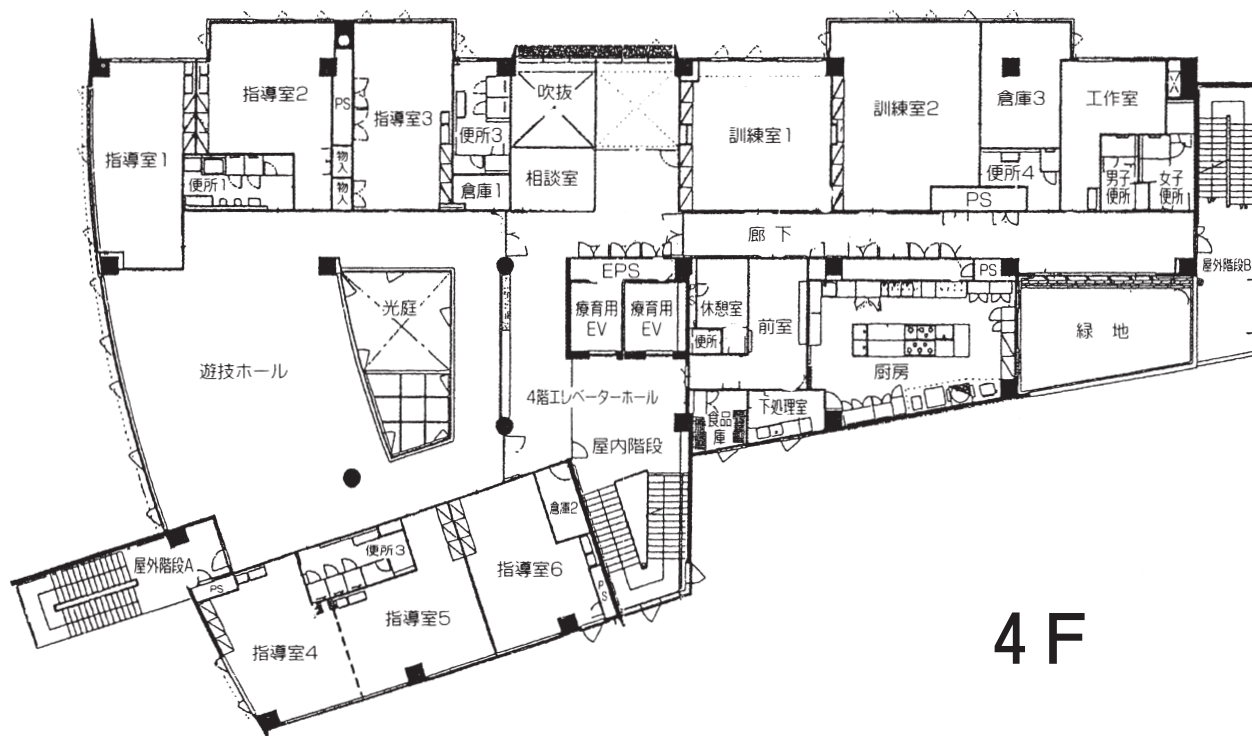 指導室1
指導室2
便所1
PS
物入
物入
指導室3
便所3
倉庫1
吹抜
相談室
訓練室1
訓練室2
倉庫3
便所4
PS
工作室
男子
便所
女子
便所
廊下
屋外階段B
EPS
療育用
EV
療育用
EV
休憩室
便所
前室
PS
厨房
緑地
光庭
遊技ホール
4階エレベーターホール
屋内階段
食品
庫
下処理室
倉庫2
屋外階段A
PS
便所3
指導室4
指導室5
指導室6
PS
4F